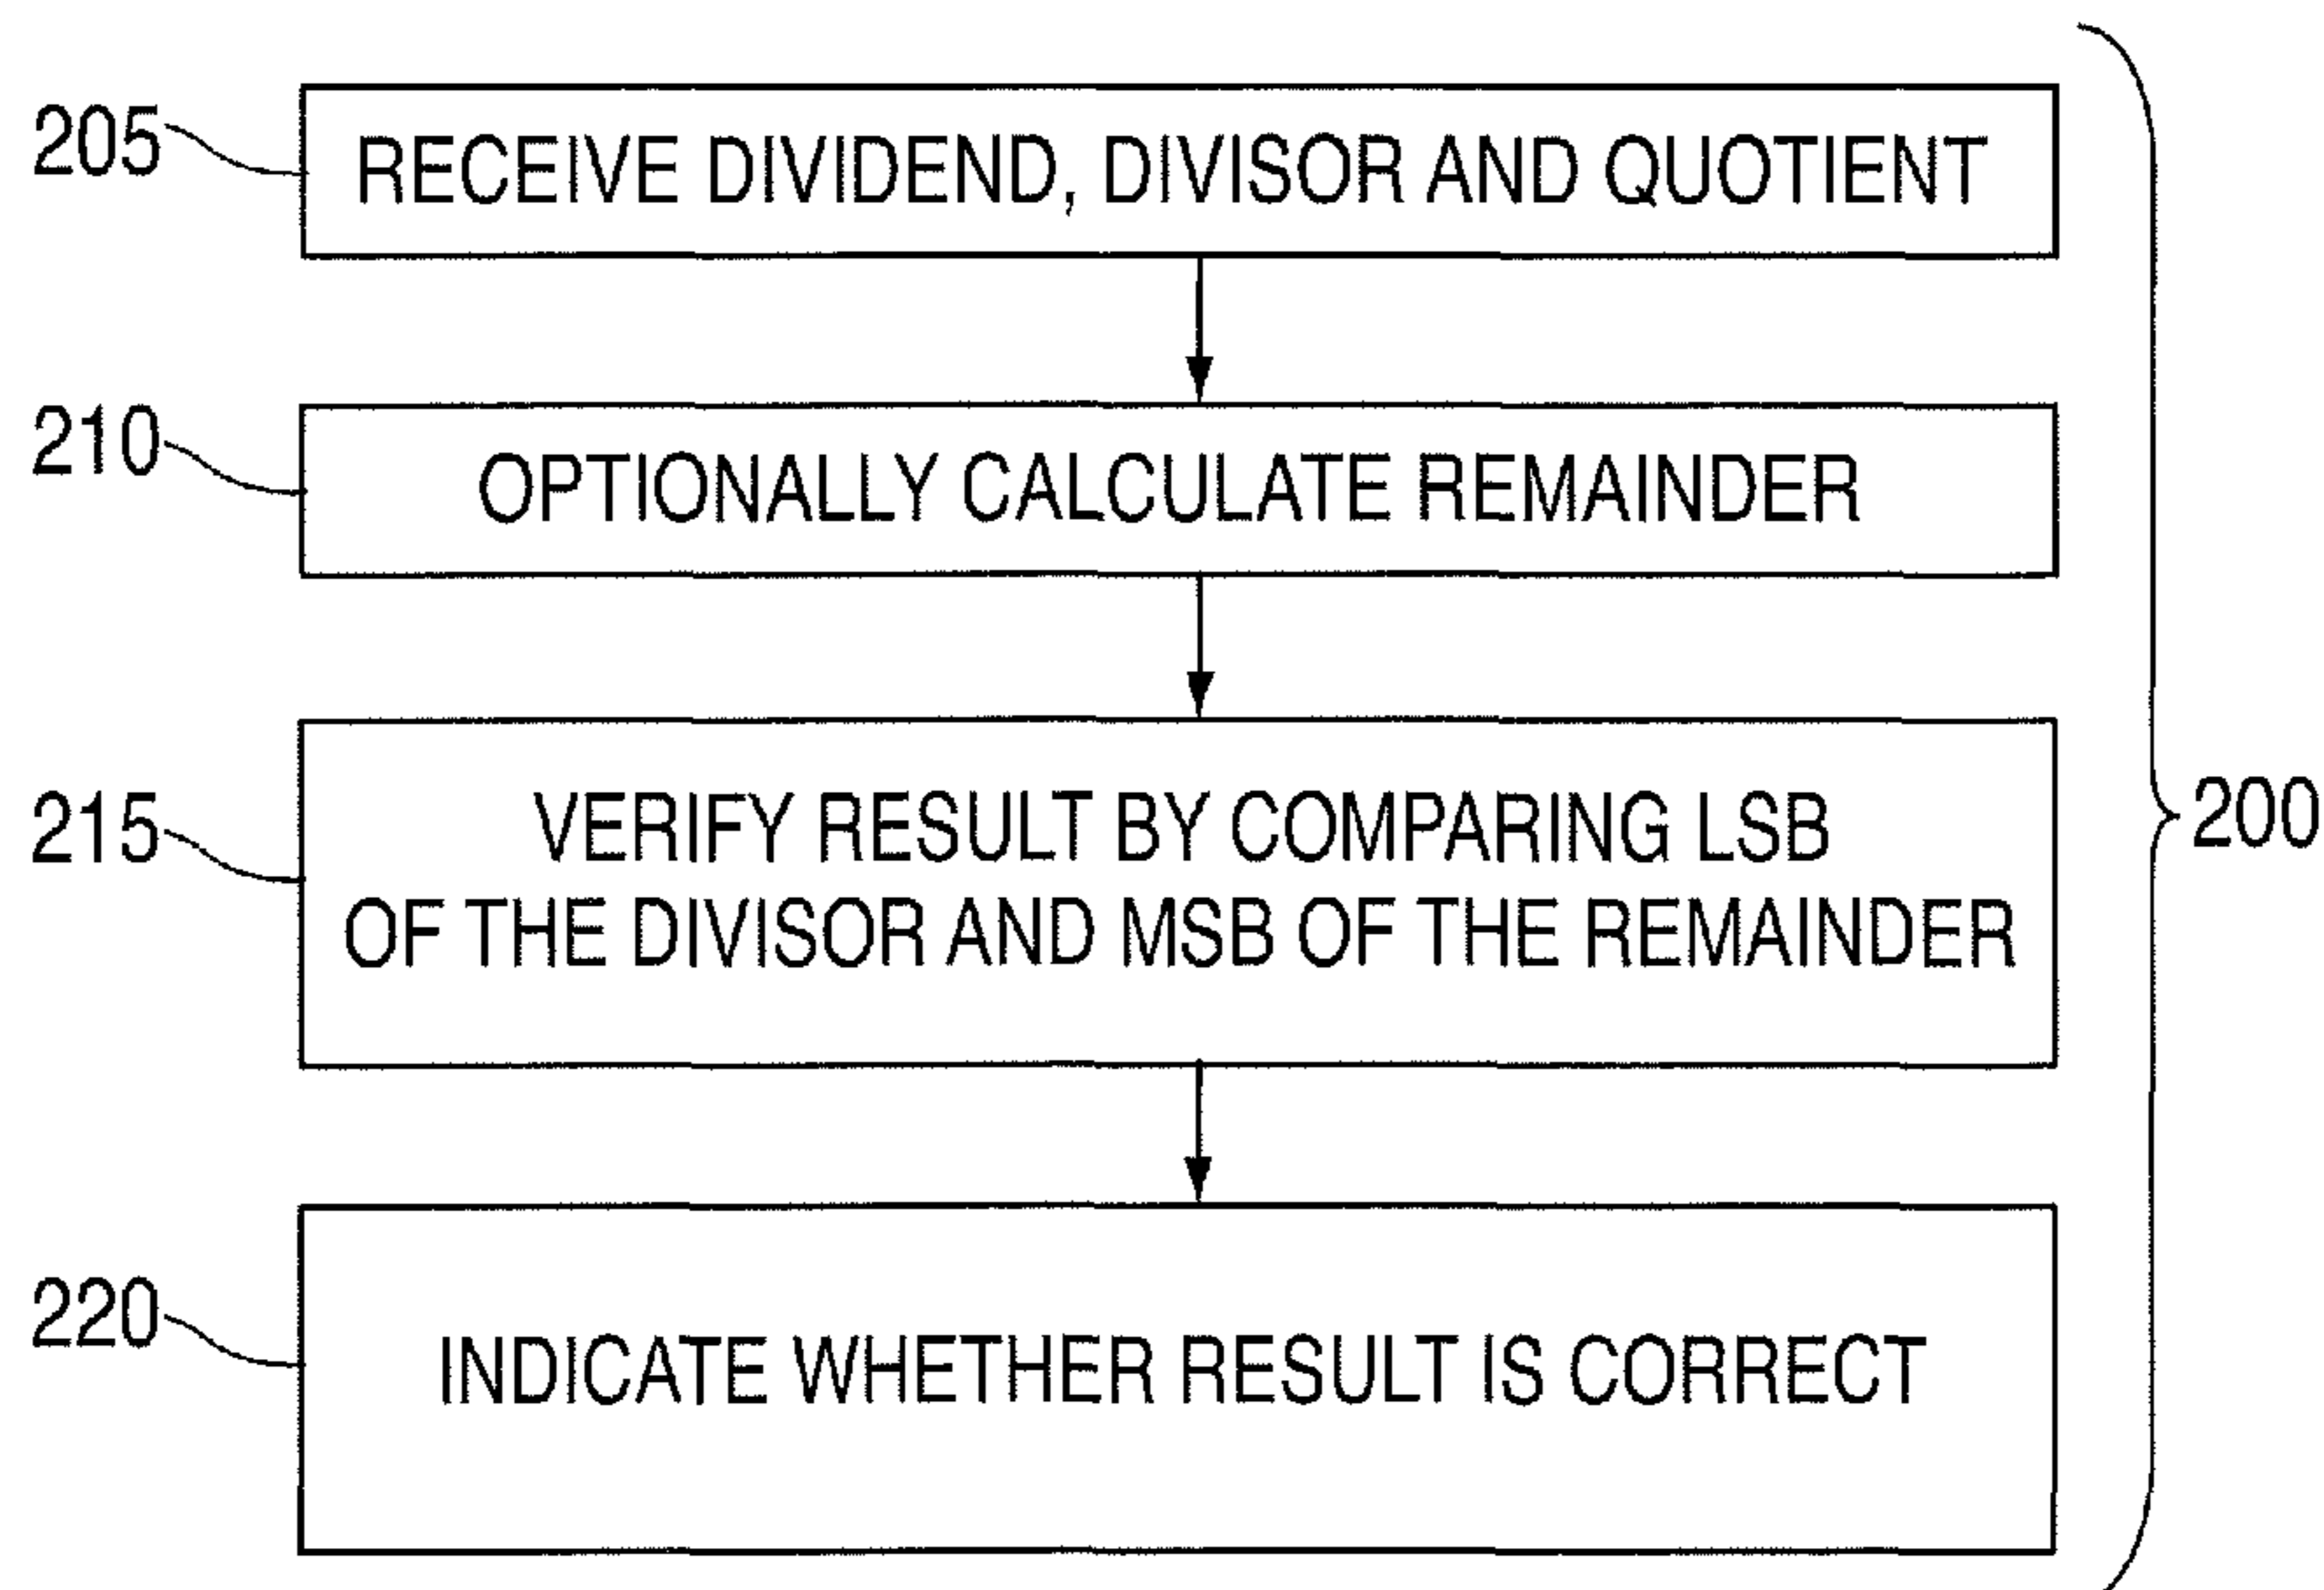 205
RECEIVE DIVIDEND, DIVISOR AND QUOTIENT
210
OPTIONALLY CALCULATE REMAINDER
215
VERIFY RESULT BY COMPARING LSB
OF THE DIVISOR AND MSB OF THE REMAINDER
200
220
INDICATE WHETHER RESULT IS CORRECT